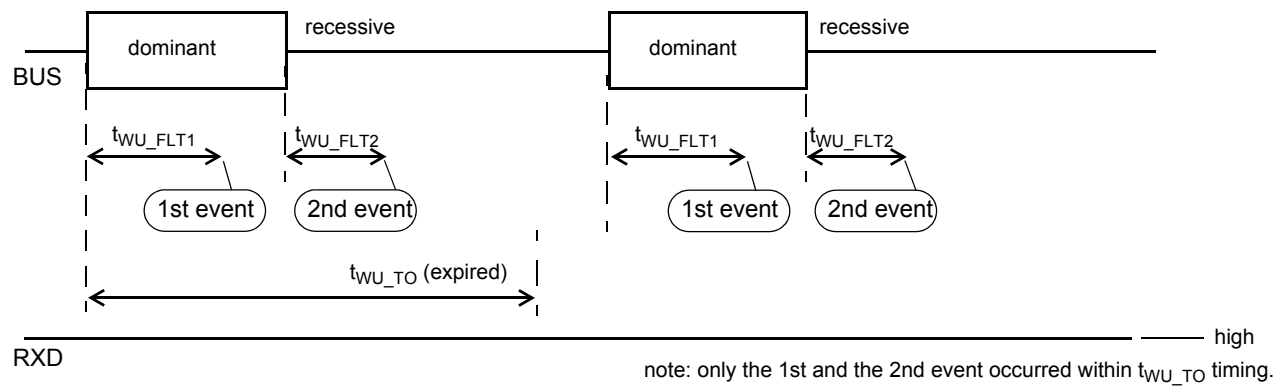 recessive recessive
dominant dominant
BUS
tWU_FLT1 tWU_FLT2 tWU_FLT1 tWU_FLT2
1st event 2nd event 1st event 2nd event
tWU_TO (expired)
high
RXD
note: only the 1st and the 2nd event occurred within tWU_TO timing.